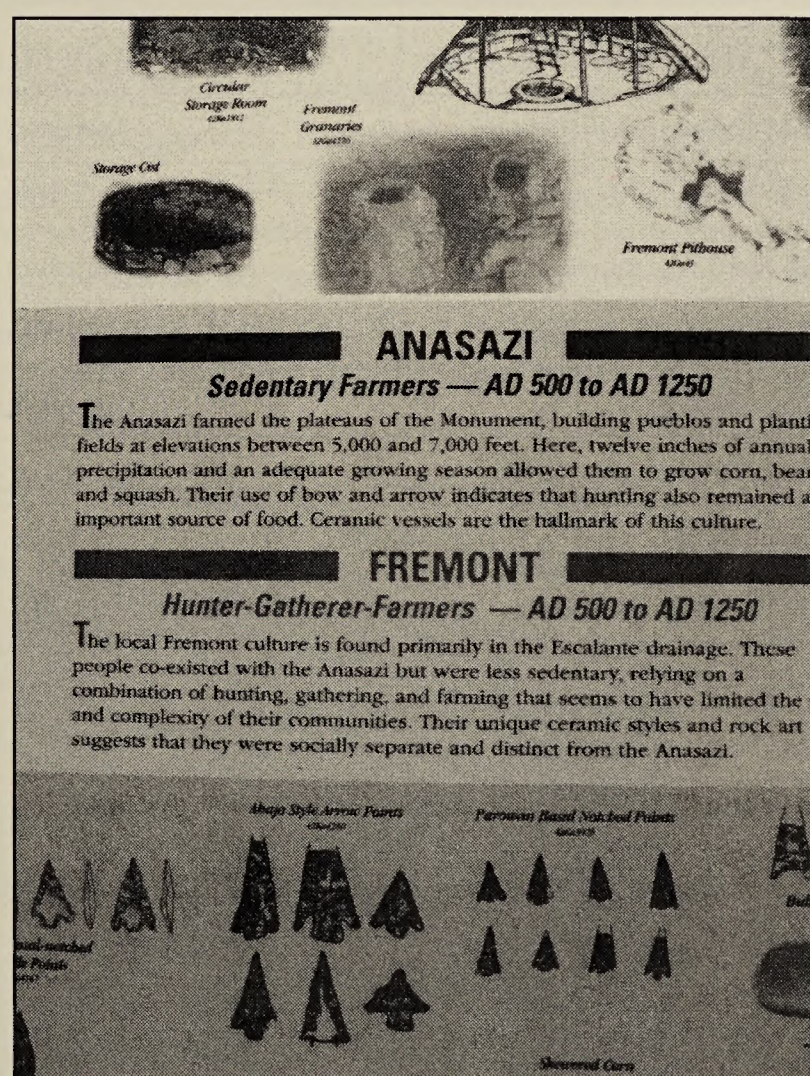 Circular
Storage Room
Fremont
Granaries
Storage Cist
Fremont Pithouse
ANASAZI
Sedentary Farmers — AD 500 to AD 1250
The Anasazi farmed the plateaus of the Monument, building pueblos and planti
fields at elevations between 5,000 and 7,000 feet. Here, twelve inches of annual
precipitation and an adequate growing season allowed them to grow corn, bea
and squash. Their use of bow and arrow indicates that hunting also remained a
important source of food. Ceramic vessels are the hallmark of this culture.
FREMONT
Hunter-Gatherer-Farmers — AD 500 to AD 1250
The local Fremont culture is found primarily in the Escalante drainage. These
people co-existed with the Anasazi but were less sedentary, relying on a
combination of hunting, gathering, and farming that seems to have limited the
and complexity of their communities. Their unique ceramic styles and rock art
suggests that they were socially separate and distinct from the Anasazi.
Abajo Style Arrow Points
Parowan Based Notched Points
Points
Skewered Corn